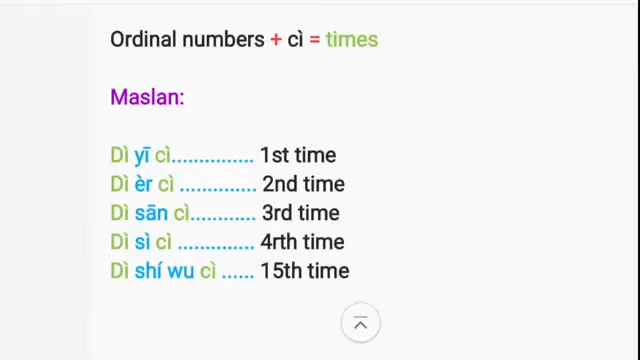 Ordinal numbers + cì = times
Maslan:
Dì yī cì............... 1st time
Dì èr cì .............. 2nd time
Dì sān cì............ 3rd time
Dì sì cì .............. 4rth time
Dì shí wu cì ...... 15th time